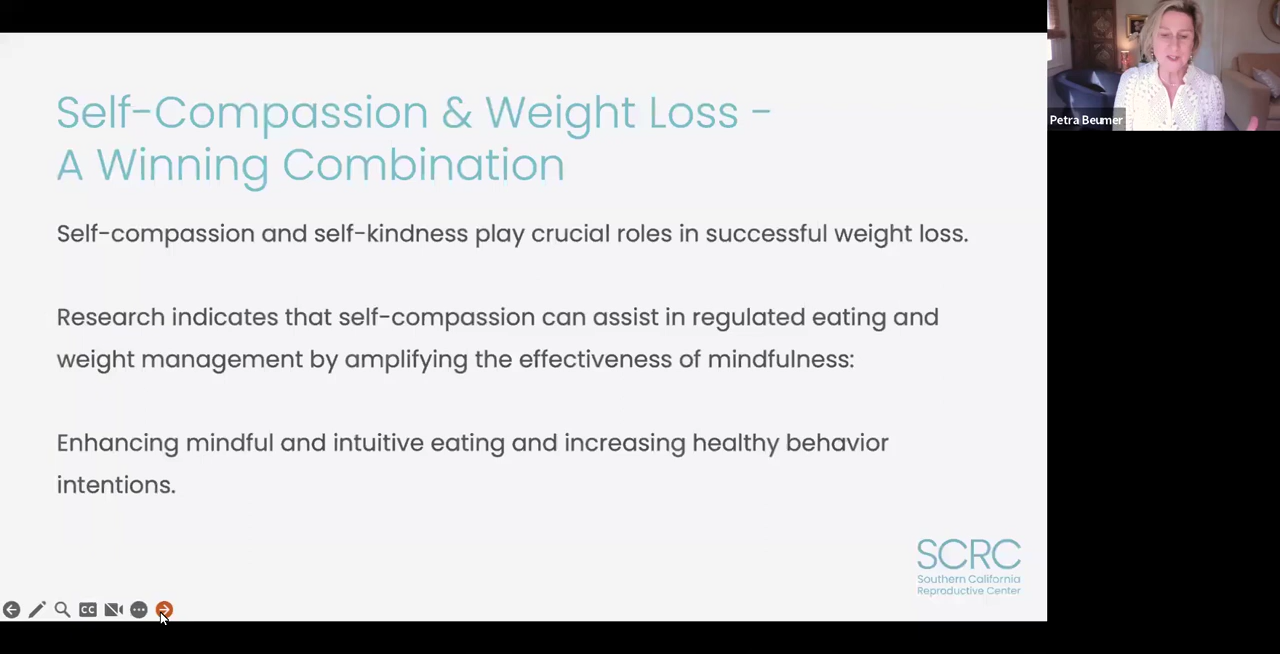 Self-Compassion & Weight Loss -
A Winning Combination
Self-compassion and self-kindness play crucial roles in successful weight loss.
Research indicates that self-compassion can assist in regulated eating and
weight management by amplifying the effectiveness of mindfulness:
Enhancing mindful and intuitive eating and increasing healthy behavior
intentions.
SCRC
Southern California
Reproductive Center
CC
Petra Beumer